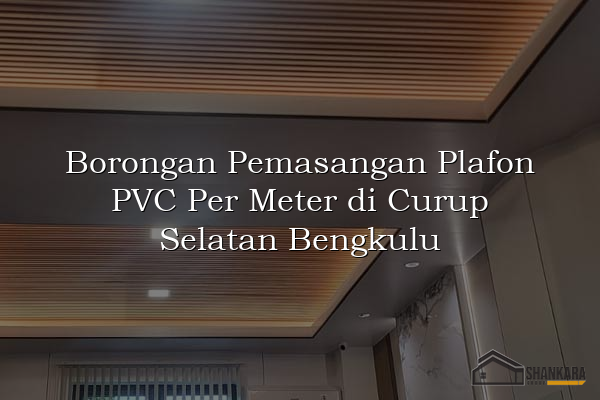 Borongan Pemasangan Plafon
PVC Per Meter di Curup
Selatan Bengkulu
SHANKARA